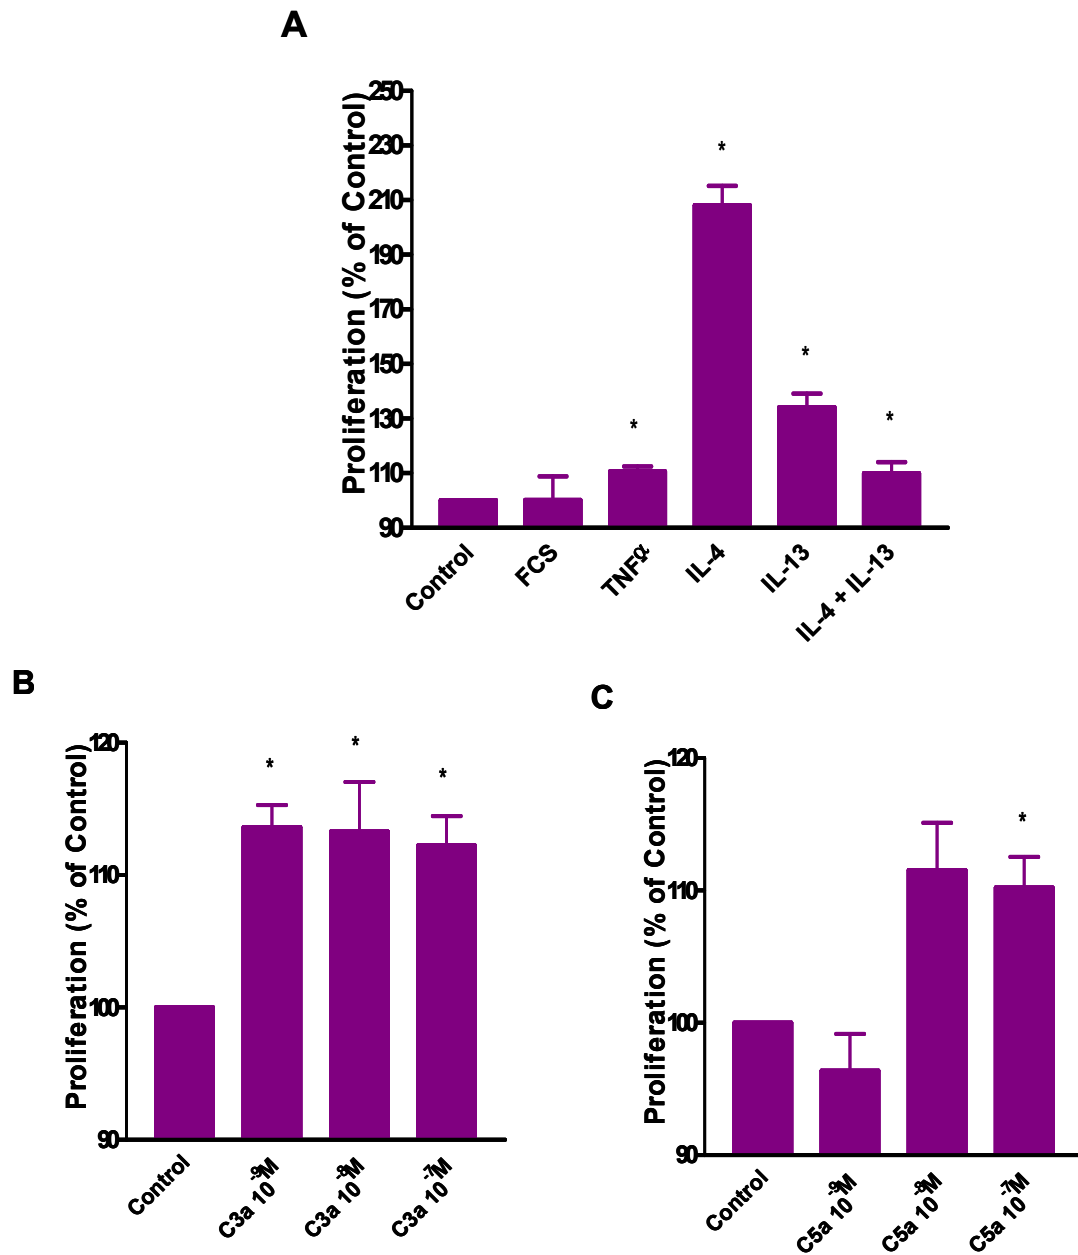 A
Proliferation (% of Control)
250
230
210
190
170
150
130
110
90
*
*
*
*
Control
FCS
TNFα
IL-4
IL-13
IL-4 + IL-13
B
Proliferation (% of Control)
120
110
100
90
*
*
*
Control
C3a 10⁻⁹M
C3a 10⁻⁸M
C3a 10⁻⁷M
C
Proliferation (% of Control)
120
110
100
90
*
Control
C5a 10⁻⁹M
C5a 10⁻⁸M
C5a 10⁻⁷M